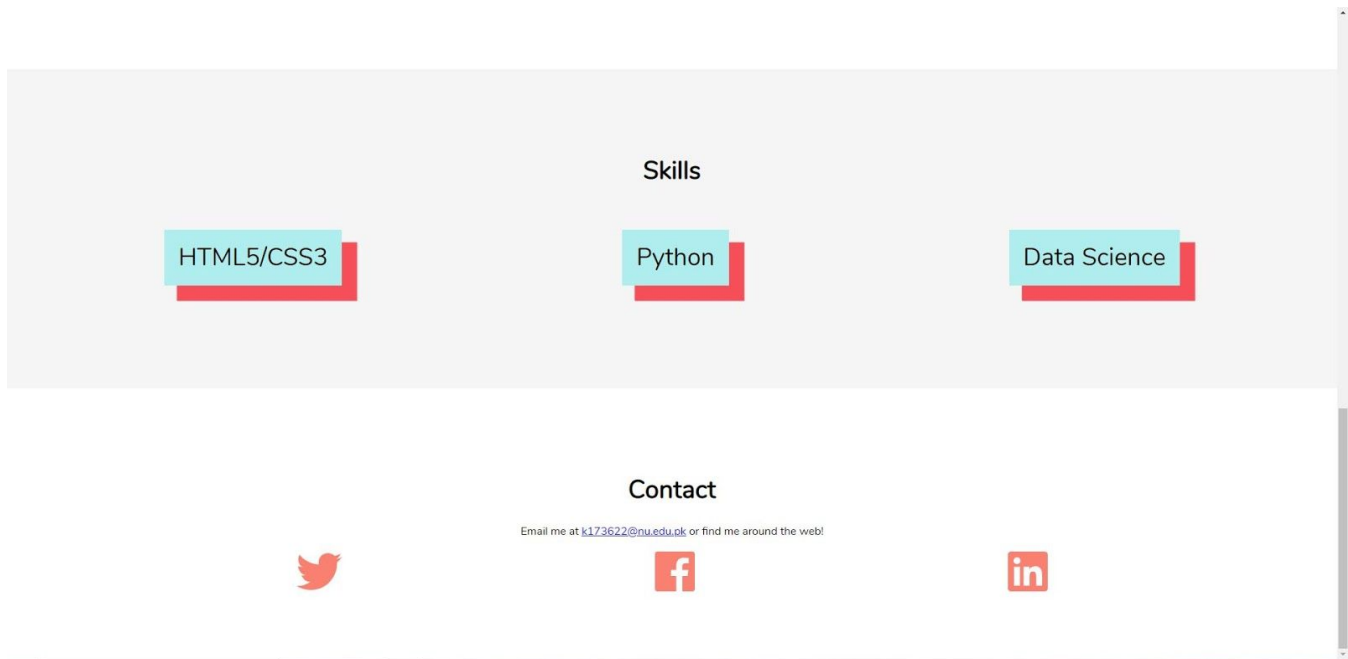 Skills
HTML5/CSS3
Python
Data Science
Contact
Email me at k173622@nu.edu.pk or find me around the web!